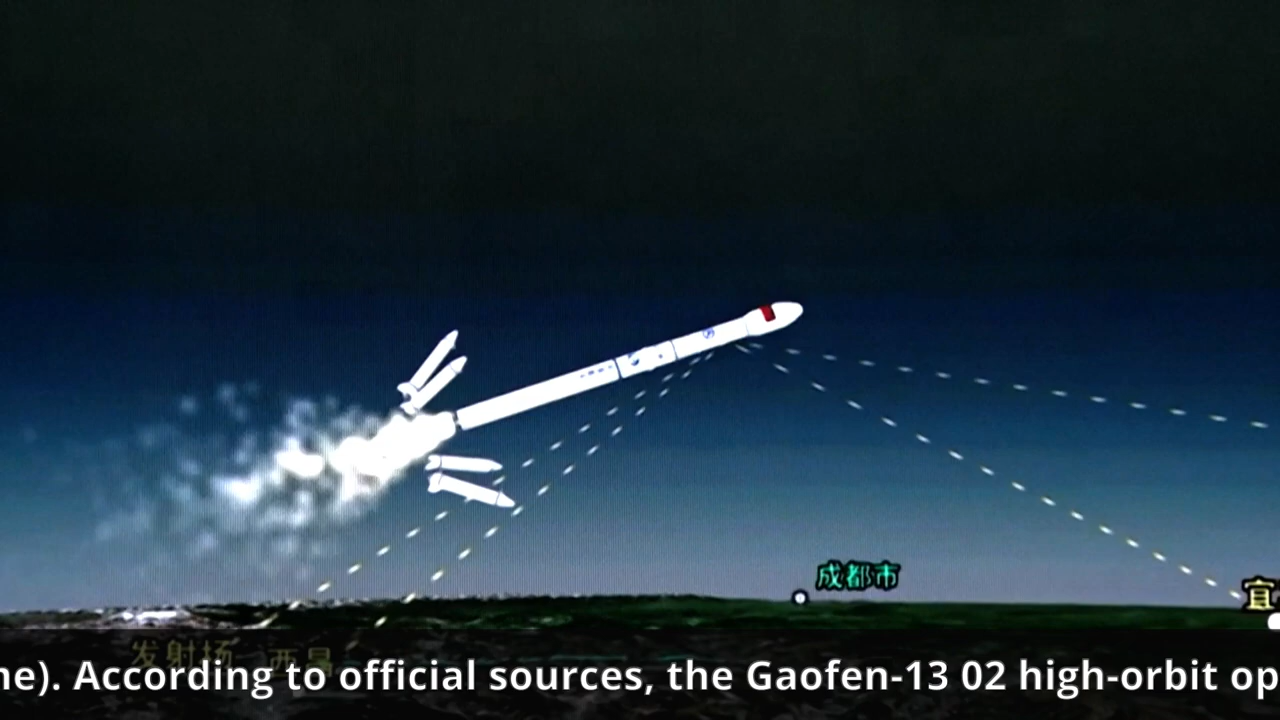 成都市
宜
发射场 西昌
ne). According to official sources, the Gaofen-13 02 high-orbit op